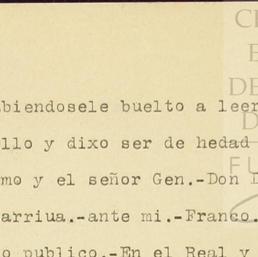 biendosele buelto a leer
llo y dixo ser de hedad
mo y el señor Gen.-Don
arriua.-ante mi.-Franco.
o publico.-En el Real y